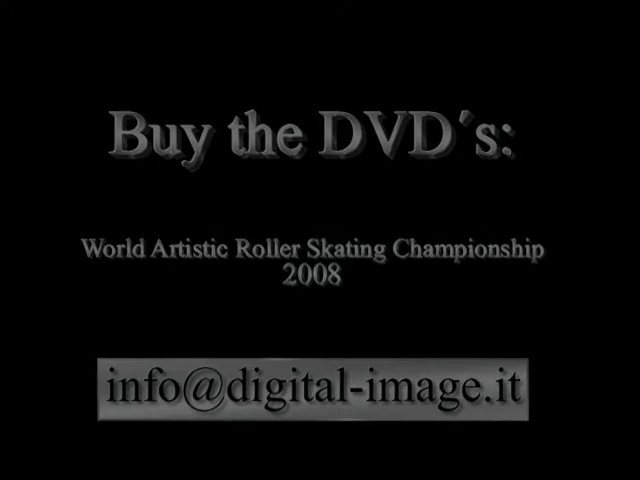 Buy the DVD´s:
World Artistic Roller Skating Championship
2008
info@digital-image.it